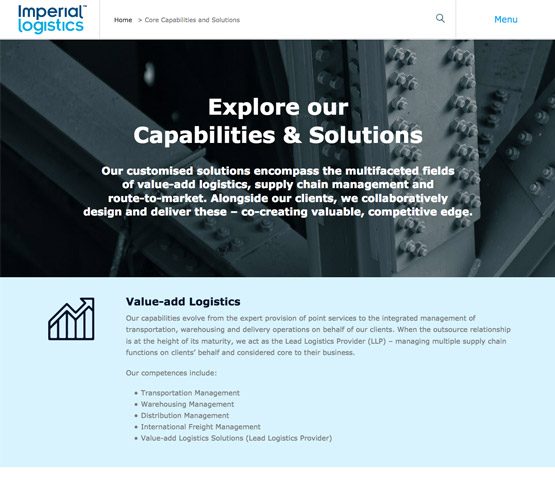 Imperial™
logistics
Home > Core Capabilities and Solutions
Menu
Explore our
Capabilities & Solutions
Our customised solutions encompass the multifaceted fields
of value-add logistics, supply chain management and
route-to-market. Alongside our clients, we collaboratively
design and deliver these – co-creating valuable, competitive edge.
Value-add Logistics
Our capabilities evolve from the expert provision of point services to the integrated management of
transportation, warehousing and delivery operations on behalf of our clients. When the outsource relationship
is at the height of its maturity, we act as the Lead Logistics Provider (LLP) – managing multiple supply chain
functions on clients’ behalf and considered core to their business.
Our competences include:
• Transportation Management
• Warehousing Management
• Distribution Management
• International Freight Management
• Value-add Logistics Solutions (Lead Logistics Provider)